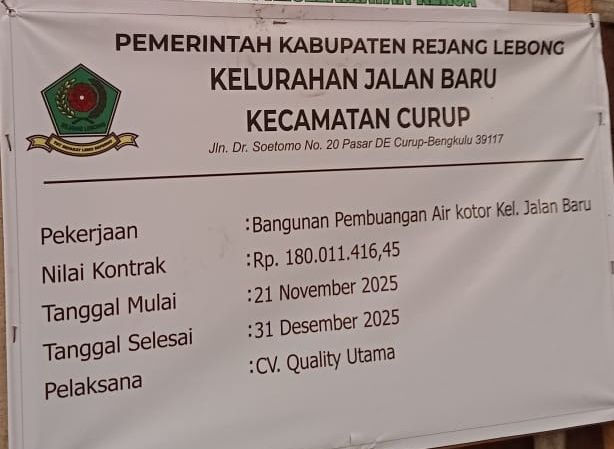 PEMERINTAH KABUPATEN REJANG LEBONG
KELURAHAN JALAN BARU
KECAMATAN CURUP
Jln. Dr. Soetomo No. 20 Pasar DE Curup-Bengkulu 39117
REJANG LEBONG
Pekerjaan :Bangunan Pembuangan Air kotor Kel. Jalan Baru
Nilai Kontrak :Rp. 180.011.416,45
Tanggal Mulai :21 November 2025
Tanggal Selesai :31 Desember 2025
Pelaksana :CV. Quality Utama